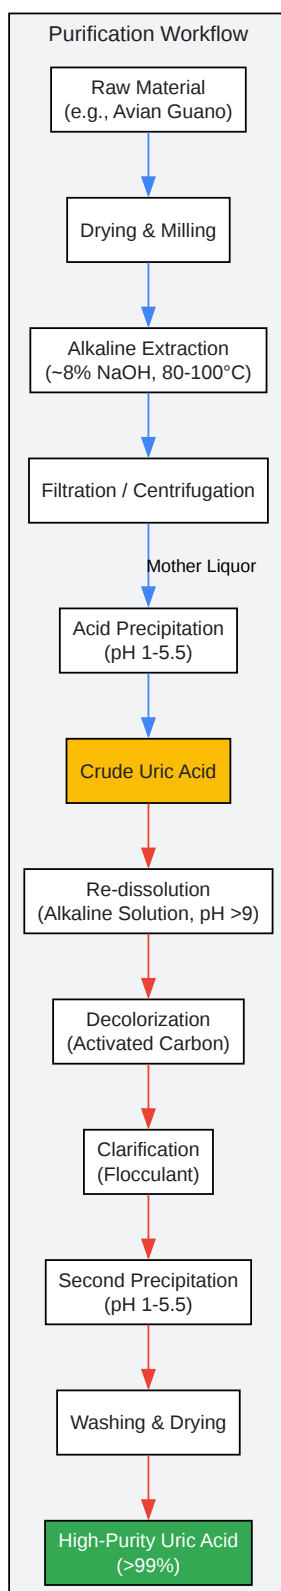 Purification Workflow
Raw Material
(e.g., Avian Guano)
Drying & Milling
Alkaline Extraction
(~8% NaOH, 80-100°C)
Filtration / Centrifugation
Mother Liquor
Acid Precipitation
(pH 1-5.5)
Crude Uric Acid
Re-dissolution
(Alkaline Solution, pH >9)
Decolorization
(Activated Carbon)
Clarification
(Flocculant)
Second Precipitation
(pH 1-5.5)
Washing & Drying
High-Purity Uric Acid
(>99%)